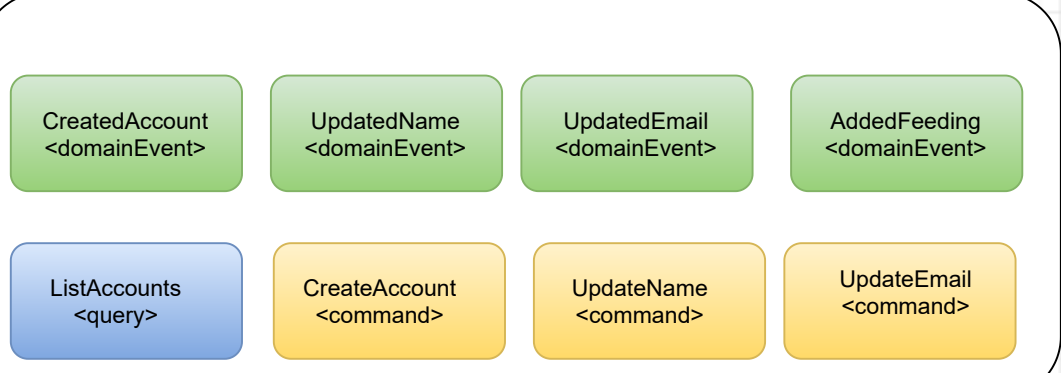 CreatedAccount
<domainEvent>
UpdatedName
<domainEvent>
UpdatedEmail
<domainEvent>
AddedFeeding
<domainEvent>
ListAccounts
<query>
CreateAccount
<command>
UpdateName
<command>
UpdateEmail
<command>